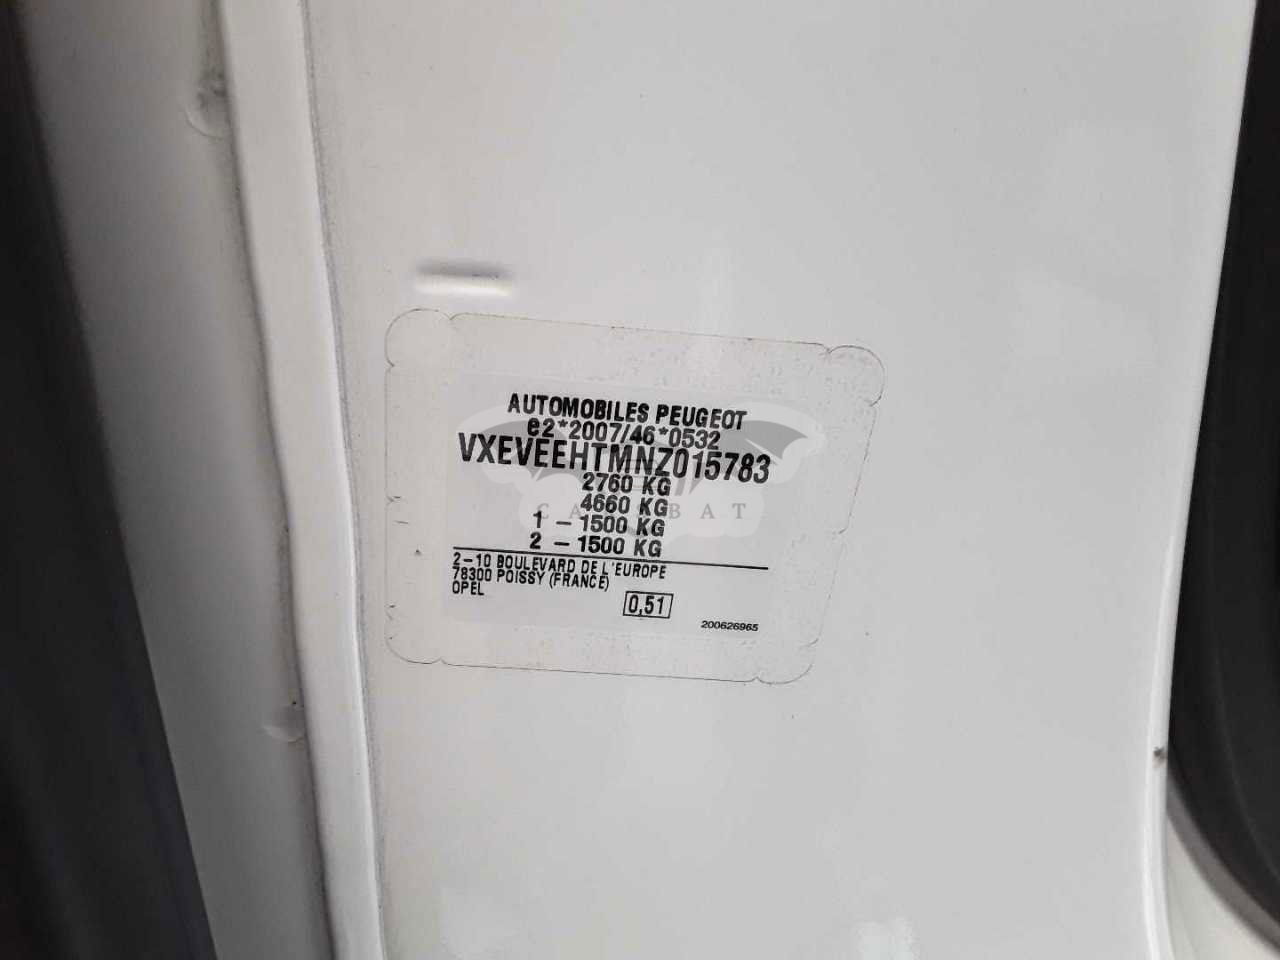 AUTOMOBILES PEUGEOT
e2*2007/46*0532
VXEVEEHTMNZ015783
2760 KG
4660 KG
1 - 1500 KG
2 - 1500 KG
2-10 BOULEVARD DE L'EUROPE
78300 POISSY (FRANCE)
OPEL
0,51
200626965